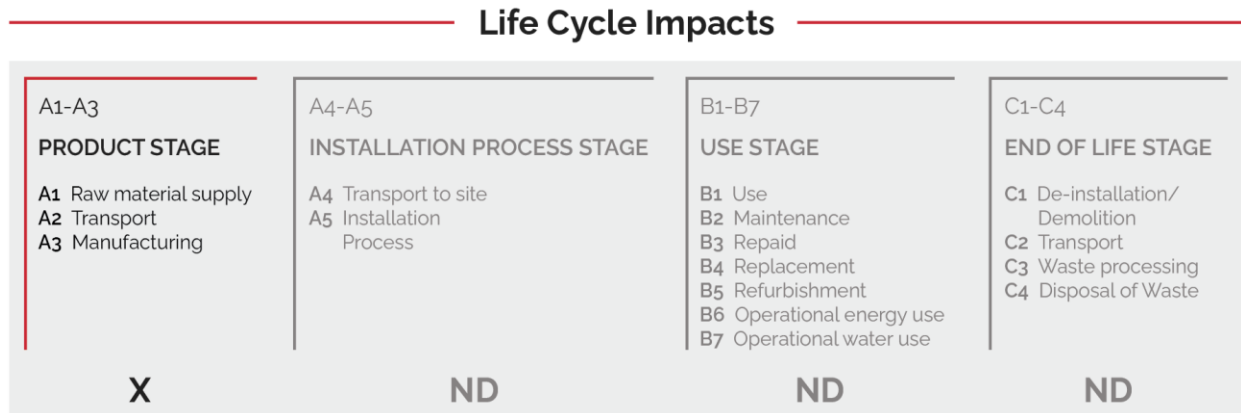 Life Cycle Impacts
A1-A3
PRODUCT STAGE
A1 Raw material supply
A2 Transport
A3 Manufacturing
X
A4-A5
INSTALLATION PROCESS STAGE
A4 Transport to site
A5 Installation
Process
ND
B1-B7
USE STAGE
B1 Use
B2 Maintenance
B3 Repaid
B4 Replacement
B5 Refurbishment
B6 Operational energy use
B7 Operational water use
ND
C1-C4
END OF LIFE STAGE
C1 De-installation/
Demolition
C2 Transport
C3 Waste processing
C4 Disposal of Waste
ND